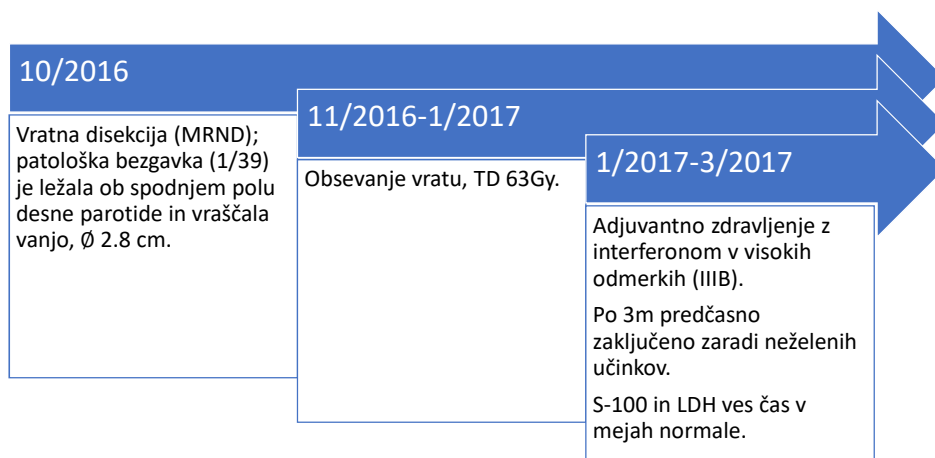 10/2016
Vratna disekcija (MRND);
patološka bezgavka (1/39)
je ležala ob spodnjem polu
desne parotide in vraščala
vanjo, Ø 2.8 cm.
11/2016-1/2017
Obsevanje vratu, TD 63Gy.
1/2017-3/2017
Adjuvantno zdravljenje z
interferonom v visokih
odmerkih (IIIB).
Po 3m predčasno
zaključeno zaradi neželenih
učinkov.
S-100 in LDH ves čas v
mejah normale.